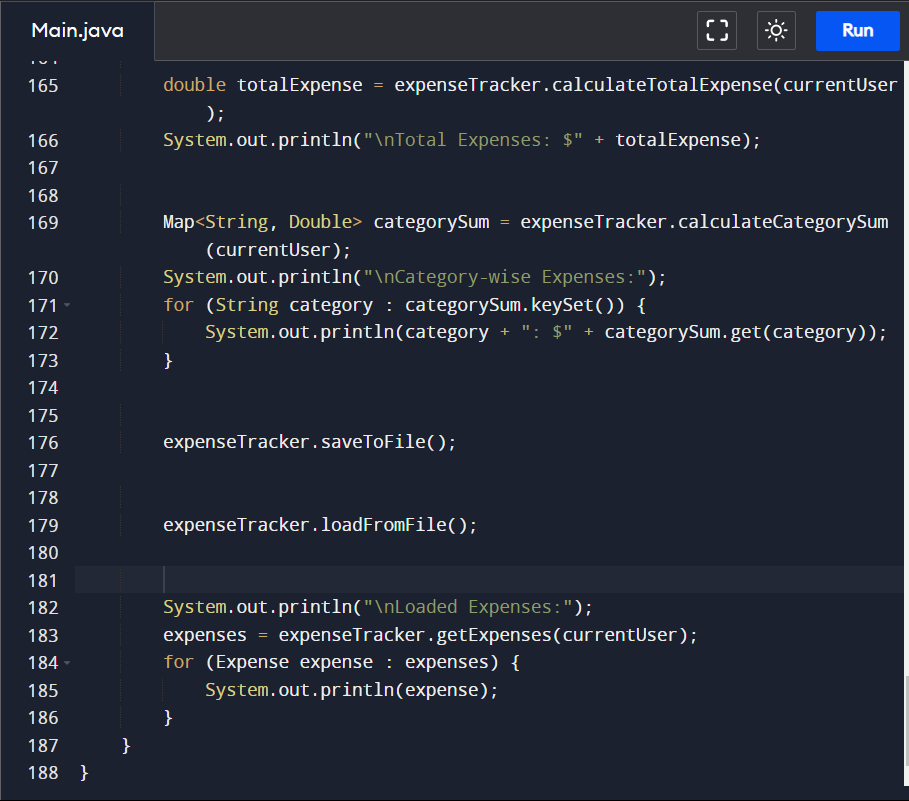 Main.java
Run
165 double totalExpense = expenseTracker.calculateTotalExpense(currentUser
);
166 System.out.println("\nTotal Expenses: $" + totalExpense);
167
168
169 Map<String, Double> categorySum = expenseTracker.calculateCategorySum
(currentUser);
170 System.out.println("\nCategory-wise Expenses:");
171 for (String category : categorySum.keySet()) {
172 System.out.println(category + ": $" + categorySum.get(category));
173 }
174
175
176 expenseTracker.saveToFile();
177
178
179 expenseTracker.loadFromFile();
180
181
182 System.out.println("\nLoaded Expenses:");
183 expenses = expenseTracker.getExpenses(currentUser);
184 for (Expense expense : expenses) {
185 System.out.println(expense);
186 }
187 }
188 }